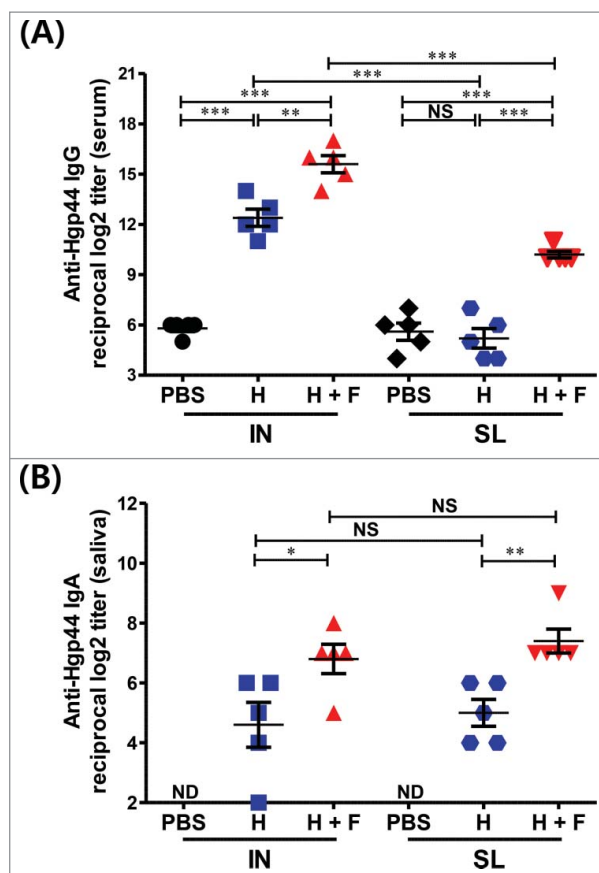 (A)
Anti-Hgp44 IgG
reciprocal log2 titer (serum)
21
18
15
12
9
6
3
***
***
***
***
***
**
NS
***
PBS
H
H + F
PBS
H
H + F
IN
SL
(B)
Anti-Hgp44 IgA
reciprocal log2 titer (saliva)
12
10
8
6
4
2
NS
NS
*
**
ND
ND
PBS
H
H + F
PBS
H
H + F
IN
SL